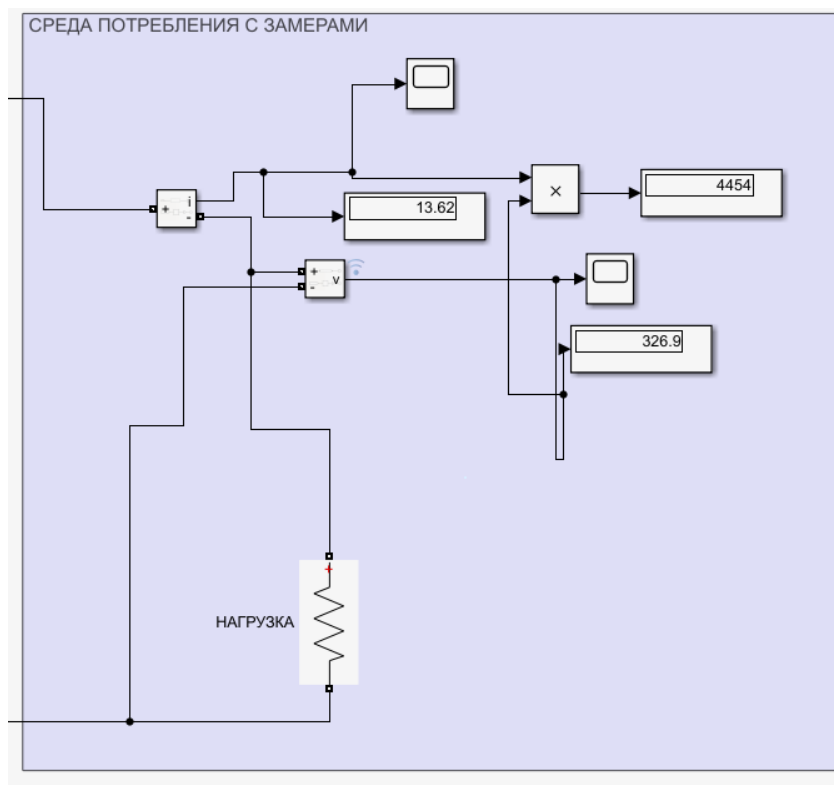 СРЕДА ПОТРЕБЛЕНИЯ С ЗАМЕРАМИ
i
+
-
×
4454
13.62
+
-
v
326.9
+
НАГРУЗКА